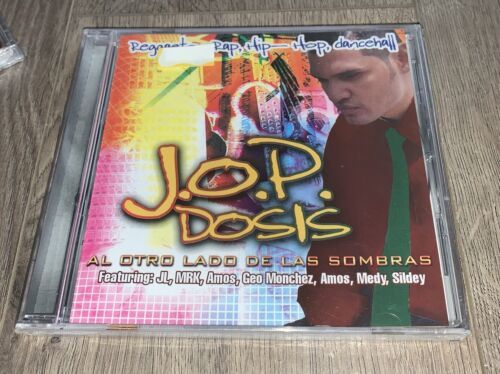 Rap, Hip-Hop, dancehall
J.O.P.
DOSIS
AL OTRO LADO DE LAS SOMBRAS
Featuring: JL, MRK, Amos, Geo Monchez, Amos, Medy, Sildey